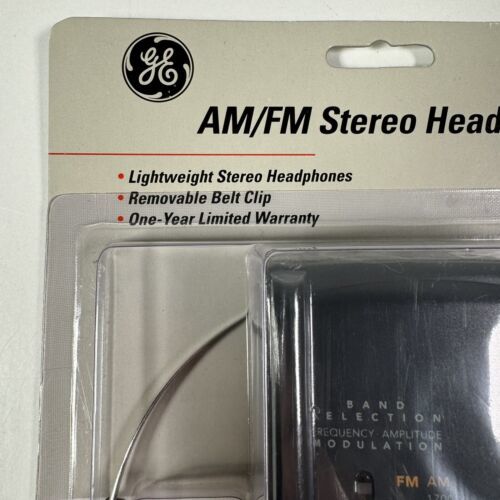 GE
AM/FM Stereo Head
• Lightweight Stereo Headphones
• Removable Belt Clip
• One-Year Limited Warranty
BAND
SELECTION
FREQUENCY · AMPLITUDE
MODULATION
FM AM